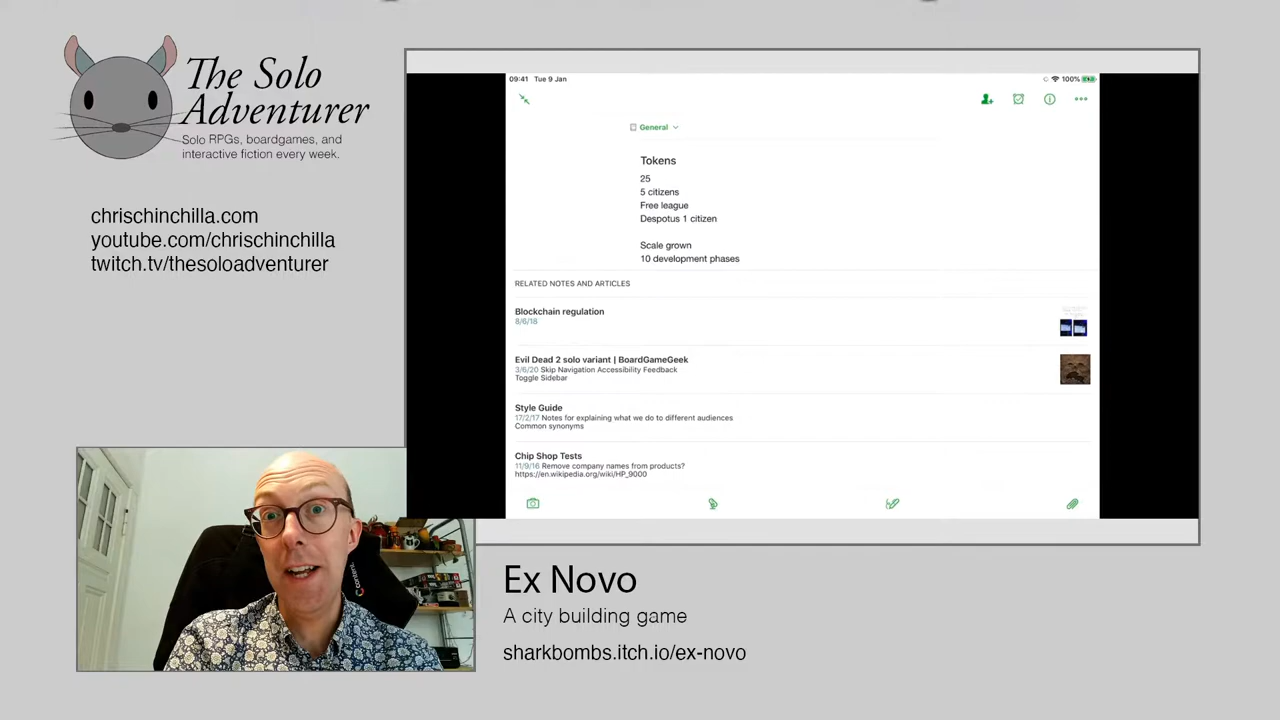 The Solo
Adventurer
Solo RPGs, boardgames, and
interactive fiction every week.
chrischinchilla.com
youtube.com/chrischinchilla
twitch.tv/thesoloadventurer
09:41 Tue 9 Jan
100%
General
Tokens
25
5 citizens
Free league
Despotus 1 citizen
Scale grown
10 development phases
RELATED NOTES AND ARTICLES
Blockchain regulation
8/6/18
Evil Dead 2 solo variant | BoardGameGeek
3/6/20 Skip Navigation Accessibility Feedback
Toggle Sidebar
Style Guide
17/2/17 Notes for explaining what we do to different audiences
Common synonyms
Chip Shop Tests
11/9/16 Remove company names from products?
https://en.wikipedia.org/wiki/HP_9000
Ex Novo
A city building game
sharkbombs.itch.io/ex-novo